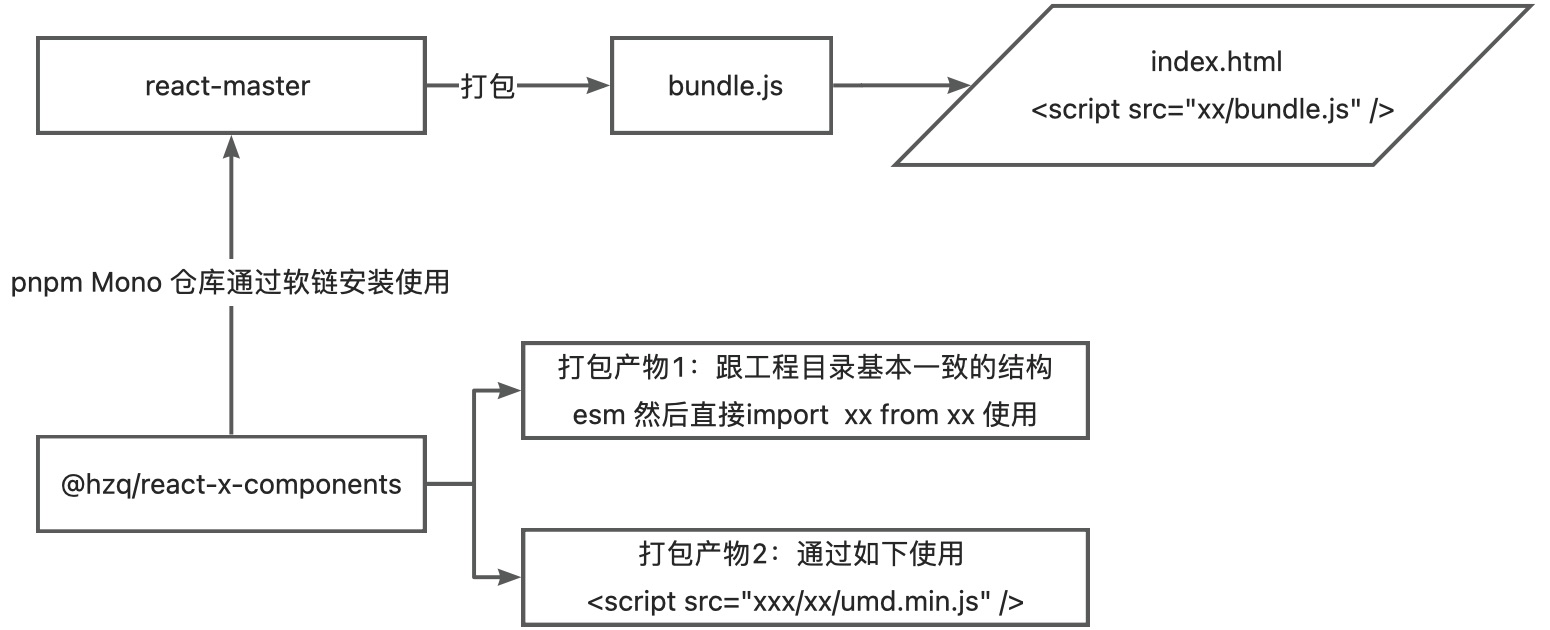 react-master
打包
bundle.js
index.html
<script src="xx/bundle.js" />
pnpm Mono 仓库通过软链安装使用
@hzq/react-x-components
打包产物1：跟工程目录基本一致的结构
esm 然后直接import  xx from xx 使用
打包产物2：通过如下使用
<script src="xxx/xx/umd.min.js" />